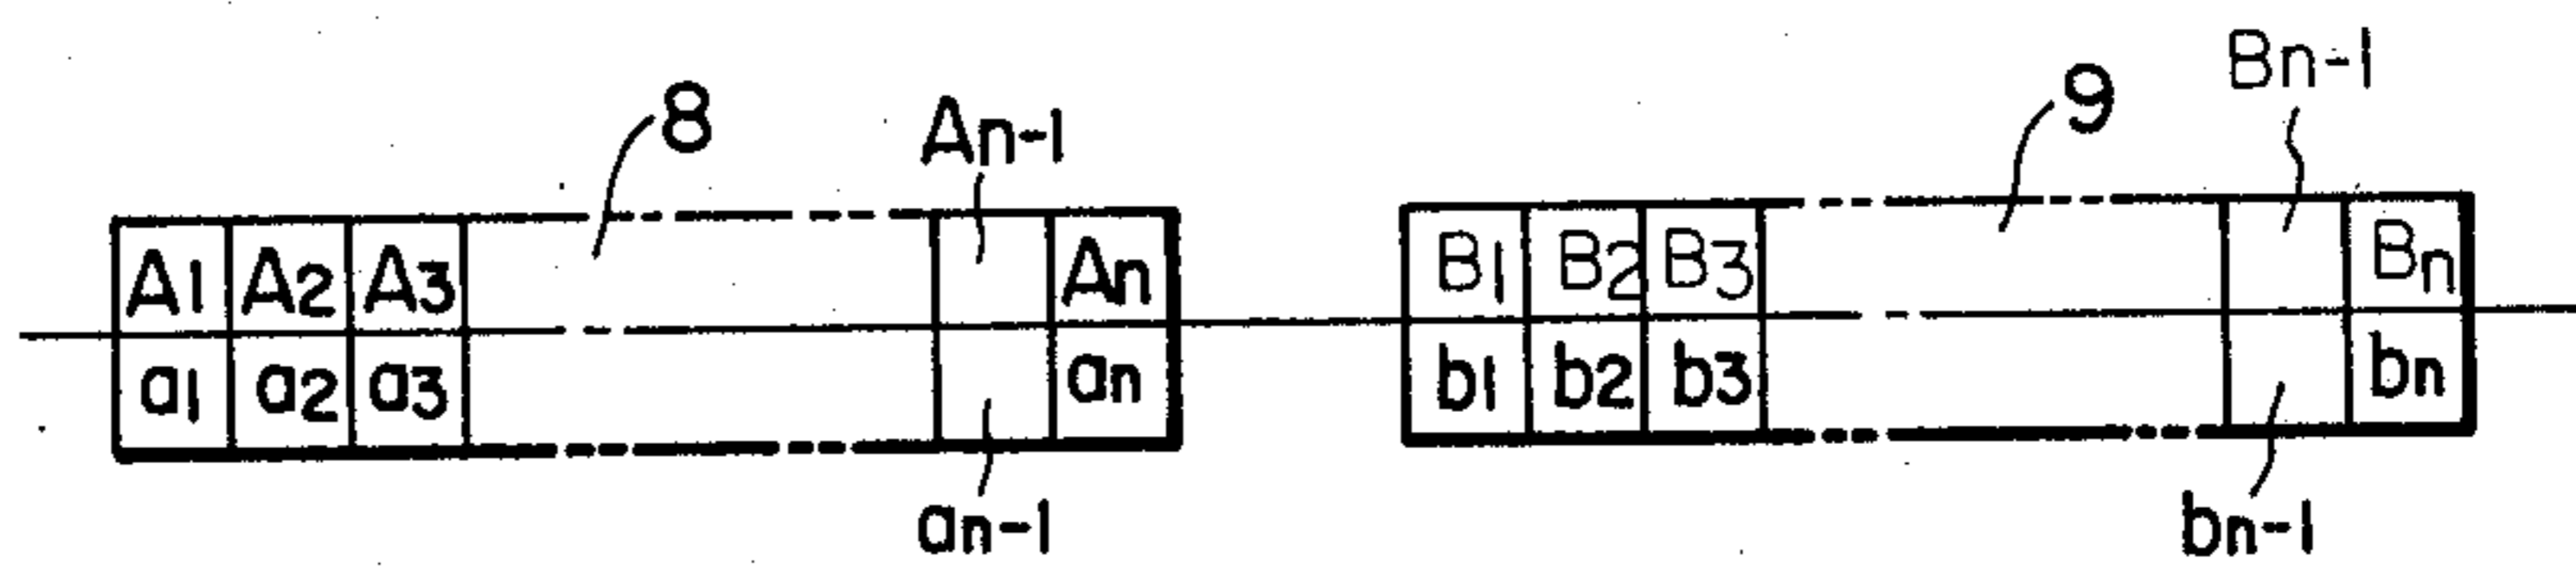 8 An-1 9 Bn-1
A1 A2 A3 An B1 B2 B3 Bn
a1 a2 a3 an b1 b2 b3 bn
an-1 bn-1